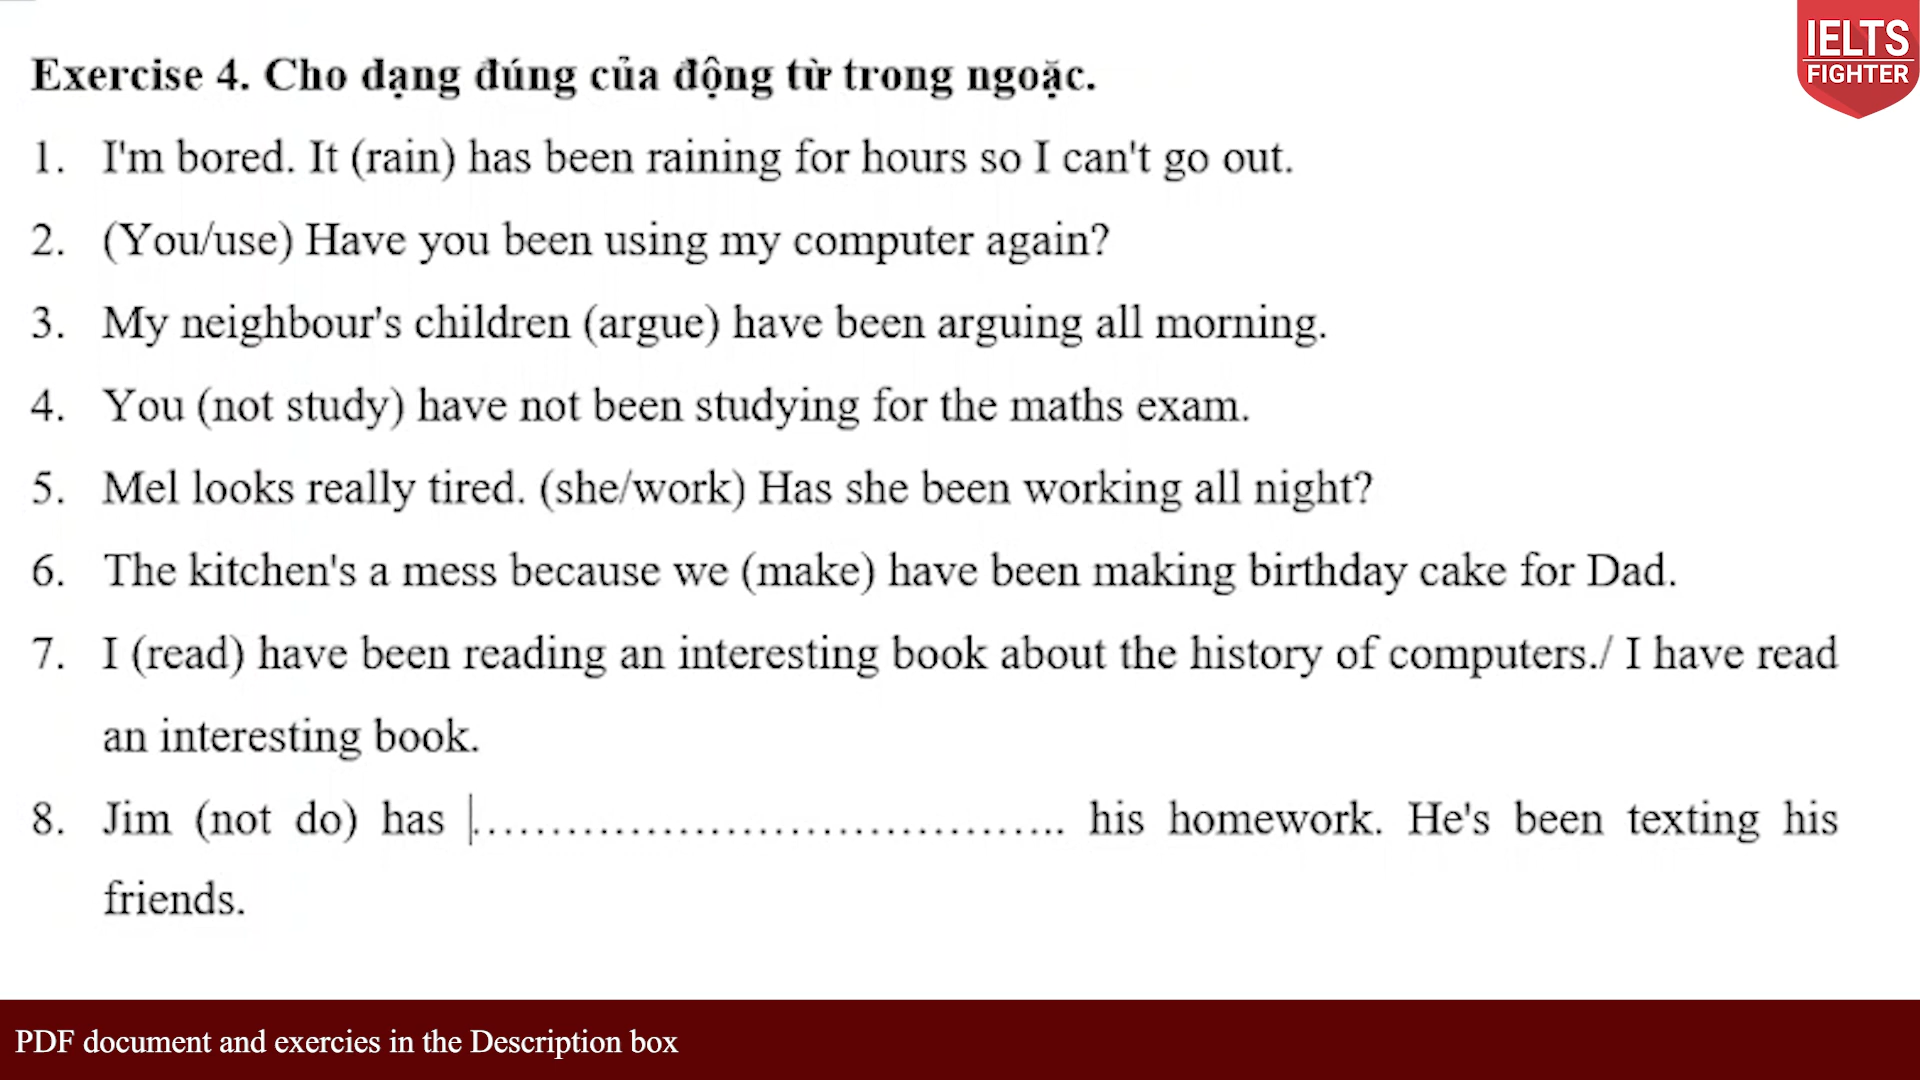 IELTS
FIGHTER
Exercise 4. Cho dạng đúng của động từ trong ngoặc.
1. I'm bored. It (rain) has been raining for hours so I can't go out.
2. (You/use) Have you been using my computer again?
3. My neighbour's children (argue) have been arguing all morning.
4. You (not study) have not been studying for the maths exam.
5. Mel looks really tired. (she/work) Has she been working all night?
6. The kitchen's a mess because we (make) have been making birthday cake for Dad.
7. I (read) have been reading an interesting book about the history of computers./ I have read
an interesting book.
8. Jim (not do) has ………………………………. his homework. He's been texting his
friends.
PDF document and exercies in the Description box